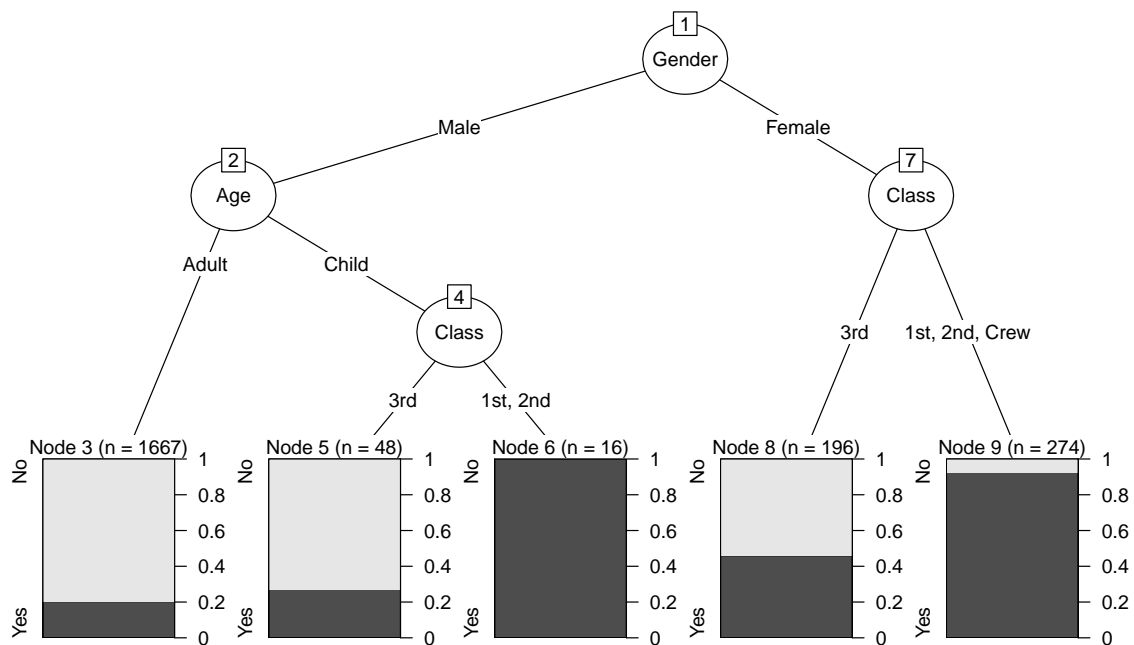 1
Gender
Male
Female
2
Age
7
Class
Adult
Child
4
Class
3rd
1st, 2nd, Crew
3rd
1st, 2nd
Node 3 (n = 1667)
Yes
No
0
0.2
0.4
0.6
0.8
1
Node 5 (n = 48)
Yes
No
0
0.2
0.4
0.6
0.8
1
Node 6 (n = 16)
Yes
No
0
0.2
0.4
0.6
0.8
1
Node 8 (n = 196)
Yes
No
0
0.2
0.4
0.6
0.8
1
Node 9 (n = 274)
Yes
No
0
0.2
0.4
0.6
0.8
1